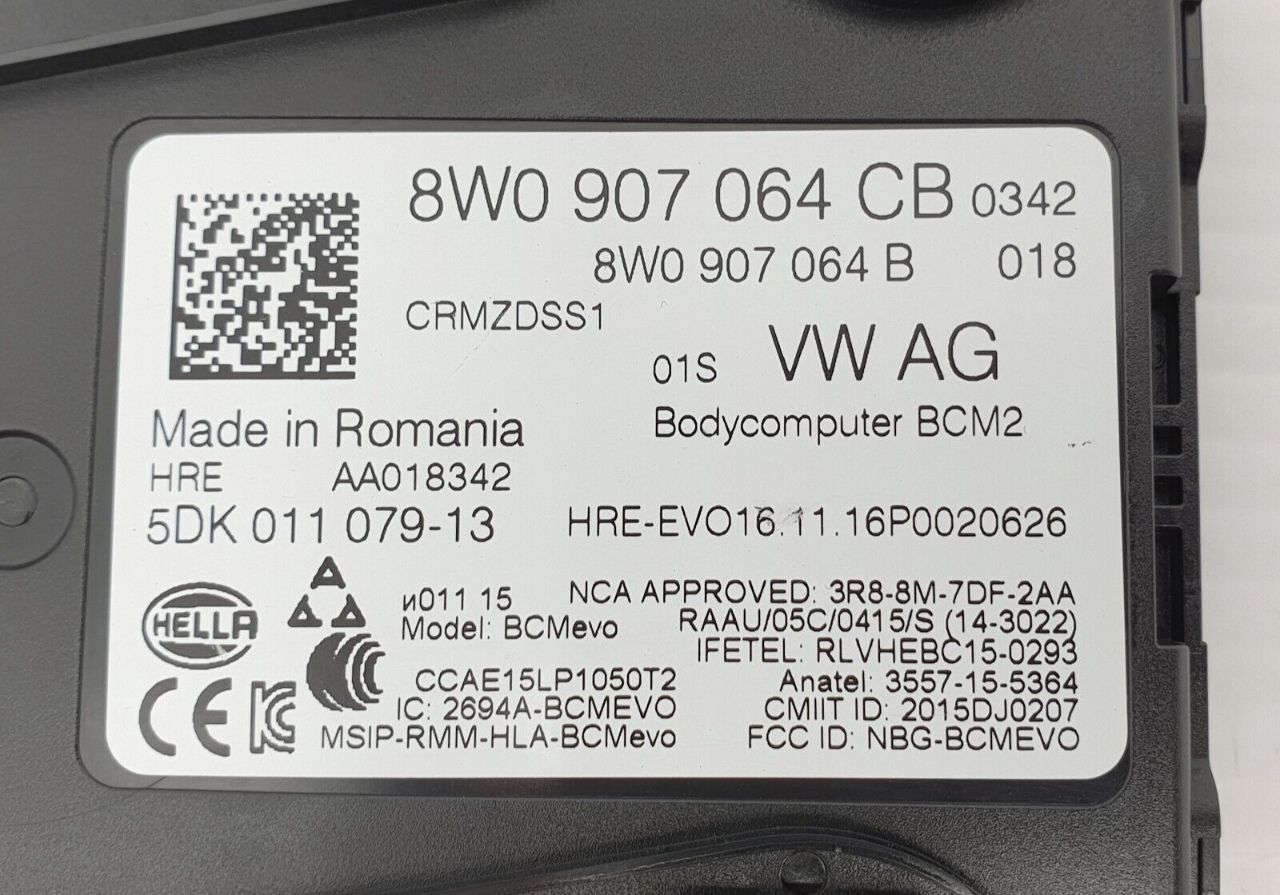 8W0 907 064 CB 0342
8W0 907 064 B 018
CRMZDSS1
01S VW AG
Made in Romania
Bodycomputer BCM2
HRE AA018342
5DK 011 079-13 HRE-EVO16.11.16P0020626
HELLA
и011 15
Model: BCMevo
NCA APPROVED: 3R8-8M-7DF-2AA
RAAU/05C/0415/S (14-3022)
IFETEL: RLVHEBC15-0293
CCAE15LP1050T2 Anatel: 3557-15-5364
IC: 2694A-BCMEVO CMIIT ID: 2015DJ0207
CE
MSIP-RMM-HLA-BCMevo FCC ID: NBG-BCMEVO